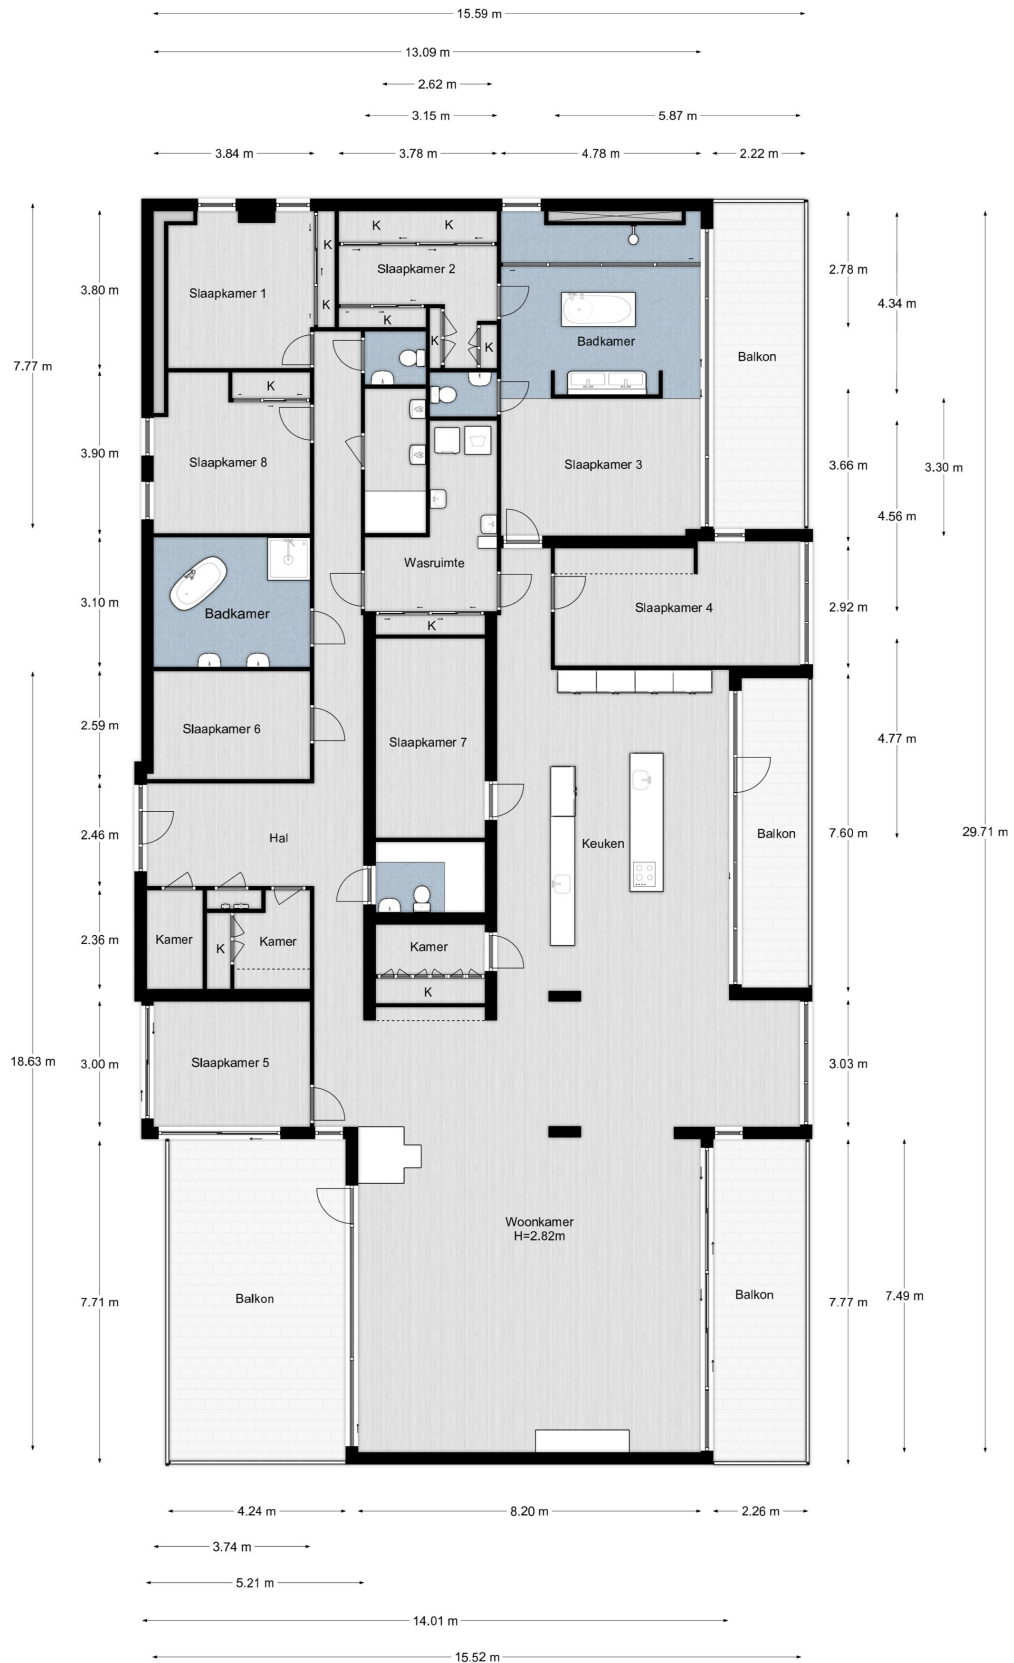 15.59 m
13.09 m
2.62 m
3.15 m
5.87 m
3.84 m
3.78 m
4.78 m
2.22 m
K
K
K
2.78 m
Slaapkamer 2
3.80 m
Slaapkamer 1
4.34 m
K
K
K
K
Badkamer
Balkon
7.77 m
K
3.90 m
Slaapkamer 8
Slaapkamer 3
3.66 m
3.30 m
4.56 m
Wasruimte
3.10 m
Badkamer
Slaapkamer 4
2.92 m
K
2.59 m
Slaapkamer 6
Slaapkamer 7
4.77 m
2.46 m
Hal
Keuken
Balkon
7.60 m
29.71 m
2.36 m
Kamer
K
Kamer
Kamer
K
18.63 m
3.00 m
Slaapkamer 5
3.03 m
Woonkamer
H=2.82m
7.71 m
Balkon
Balkon
7.77 m
7.49 m
4.24 m
8.20 m
2.26 m
3.74 m
5.21 m
14.01 m
15.52 m